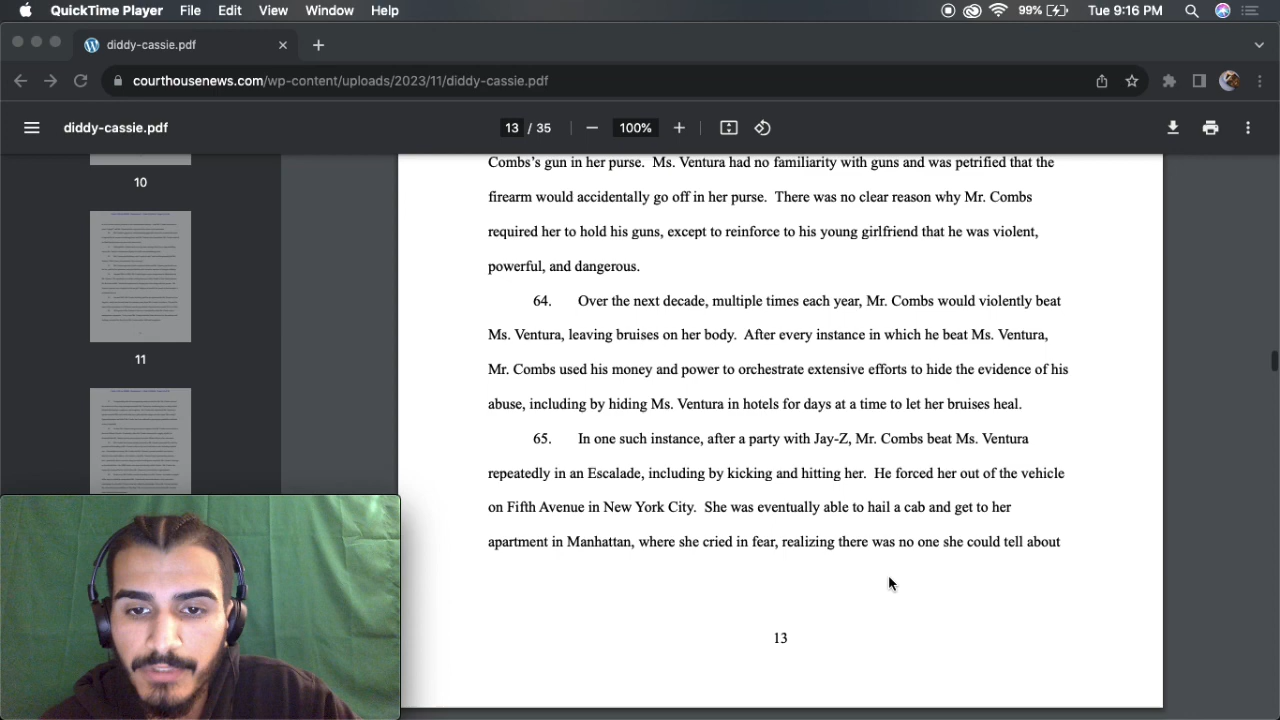 QuickTime Player File Edit View Window Help 99% Tue 9:16 PM
diddy-cassie.pdf
courthousenews.com/wp-content/uploads/2023/11/diddy-cassie.pdf
diddy-cassie.pdf 13 / 35 100%
10
11
Combs’s gun in her purse. Ms. Ventura had no familiarity with guns and was petrified that the
firearm would accidentally go off in her purse. There was no clear reason why Mr. Combs
required her to hold his guns, except to reinforce to his young girlfriend that he was violent,
powerful, and dangerous.
64. Over the next decade, multiple times each year, Mr. Combs would violently beat
Ms. Ventura, leaving bruises on her body. After every instance in which he beat Ms. Ventura,
Mr. Combs used his money and power to orchestrate extensive efforts to hide the evidence of his
abuse, including by hiding Ms. Ventura in hotels for days at a time to let her bruises heal.
65. In one such instance, after a party with Jay-Z, Mr. Combs beat Ms. Ventura
repeatedly in an Escalade, including by kicking and hitting her. He forced her out of the vehicle
on Fifth Avenue in New York City. She was eventually able to hail a cab and get to her
apartment in Manhattan, where she cried in fear, realizing there was no one she could tell about
13